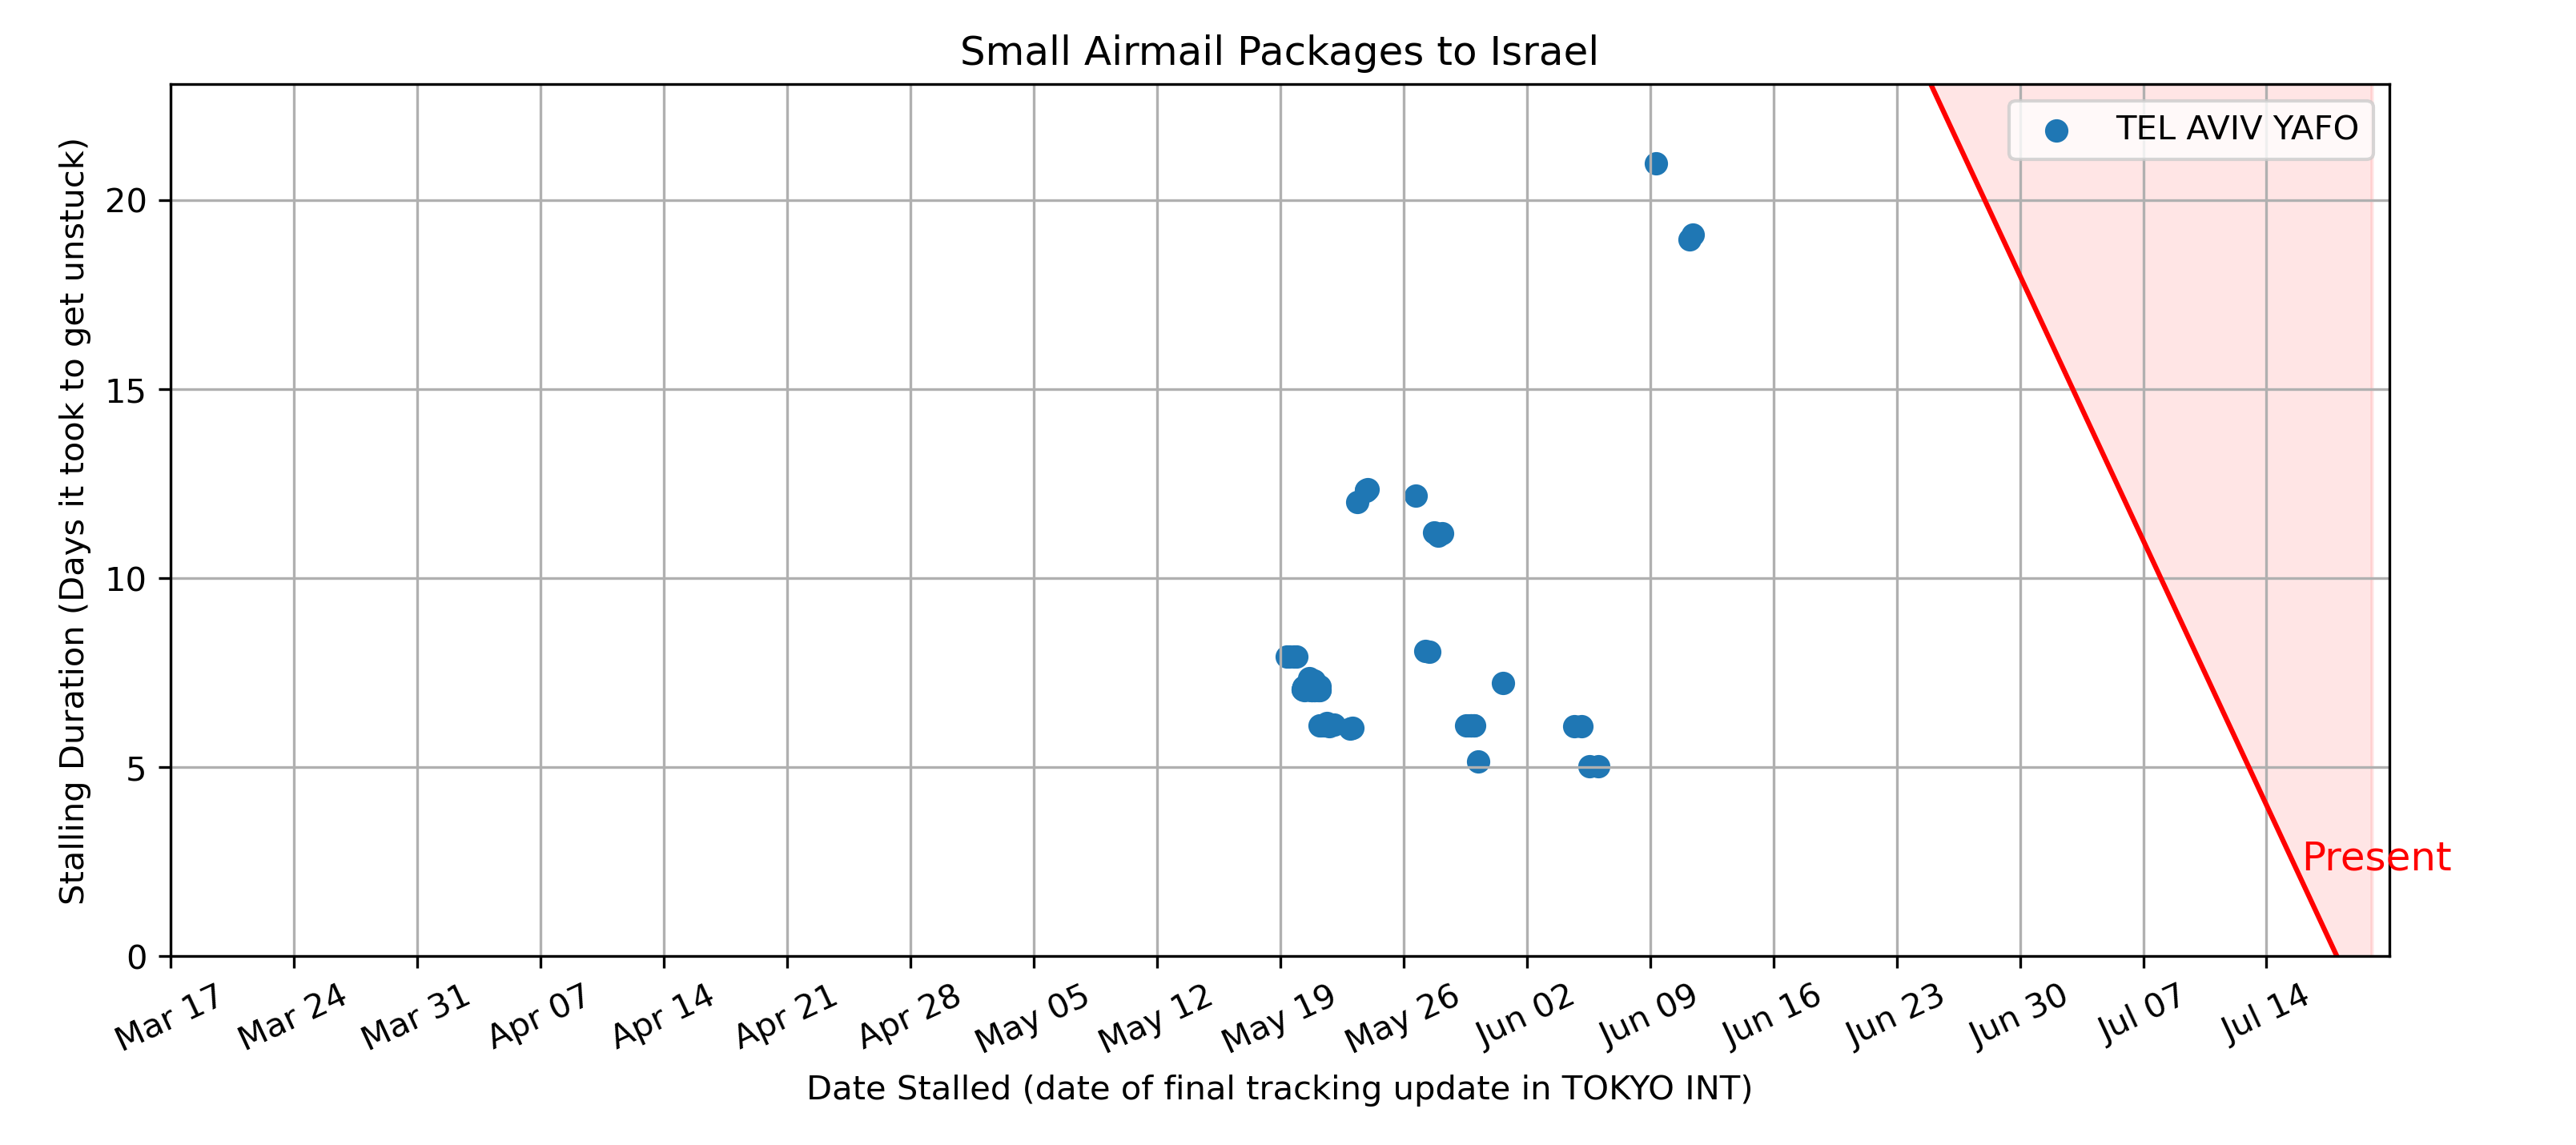 Small Airmail Packages to Israel
TEL AVIV YAFO
Stalling Duration (Days it took to get unstuck)
20
15
10
5
0
Present
Mar 17
Mar 24
Mar 31
Apr 07
Apr 14
Apr 21
Apr 28
May 05
May 12
May 19
May 26
Jun 02
Jun 09
Jun 16
Jun 23
Jun 30
Jul 07
Jul 14
Date Stalled (date of final tracking update in TOKYO INT)